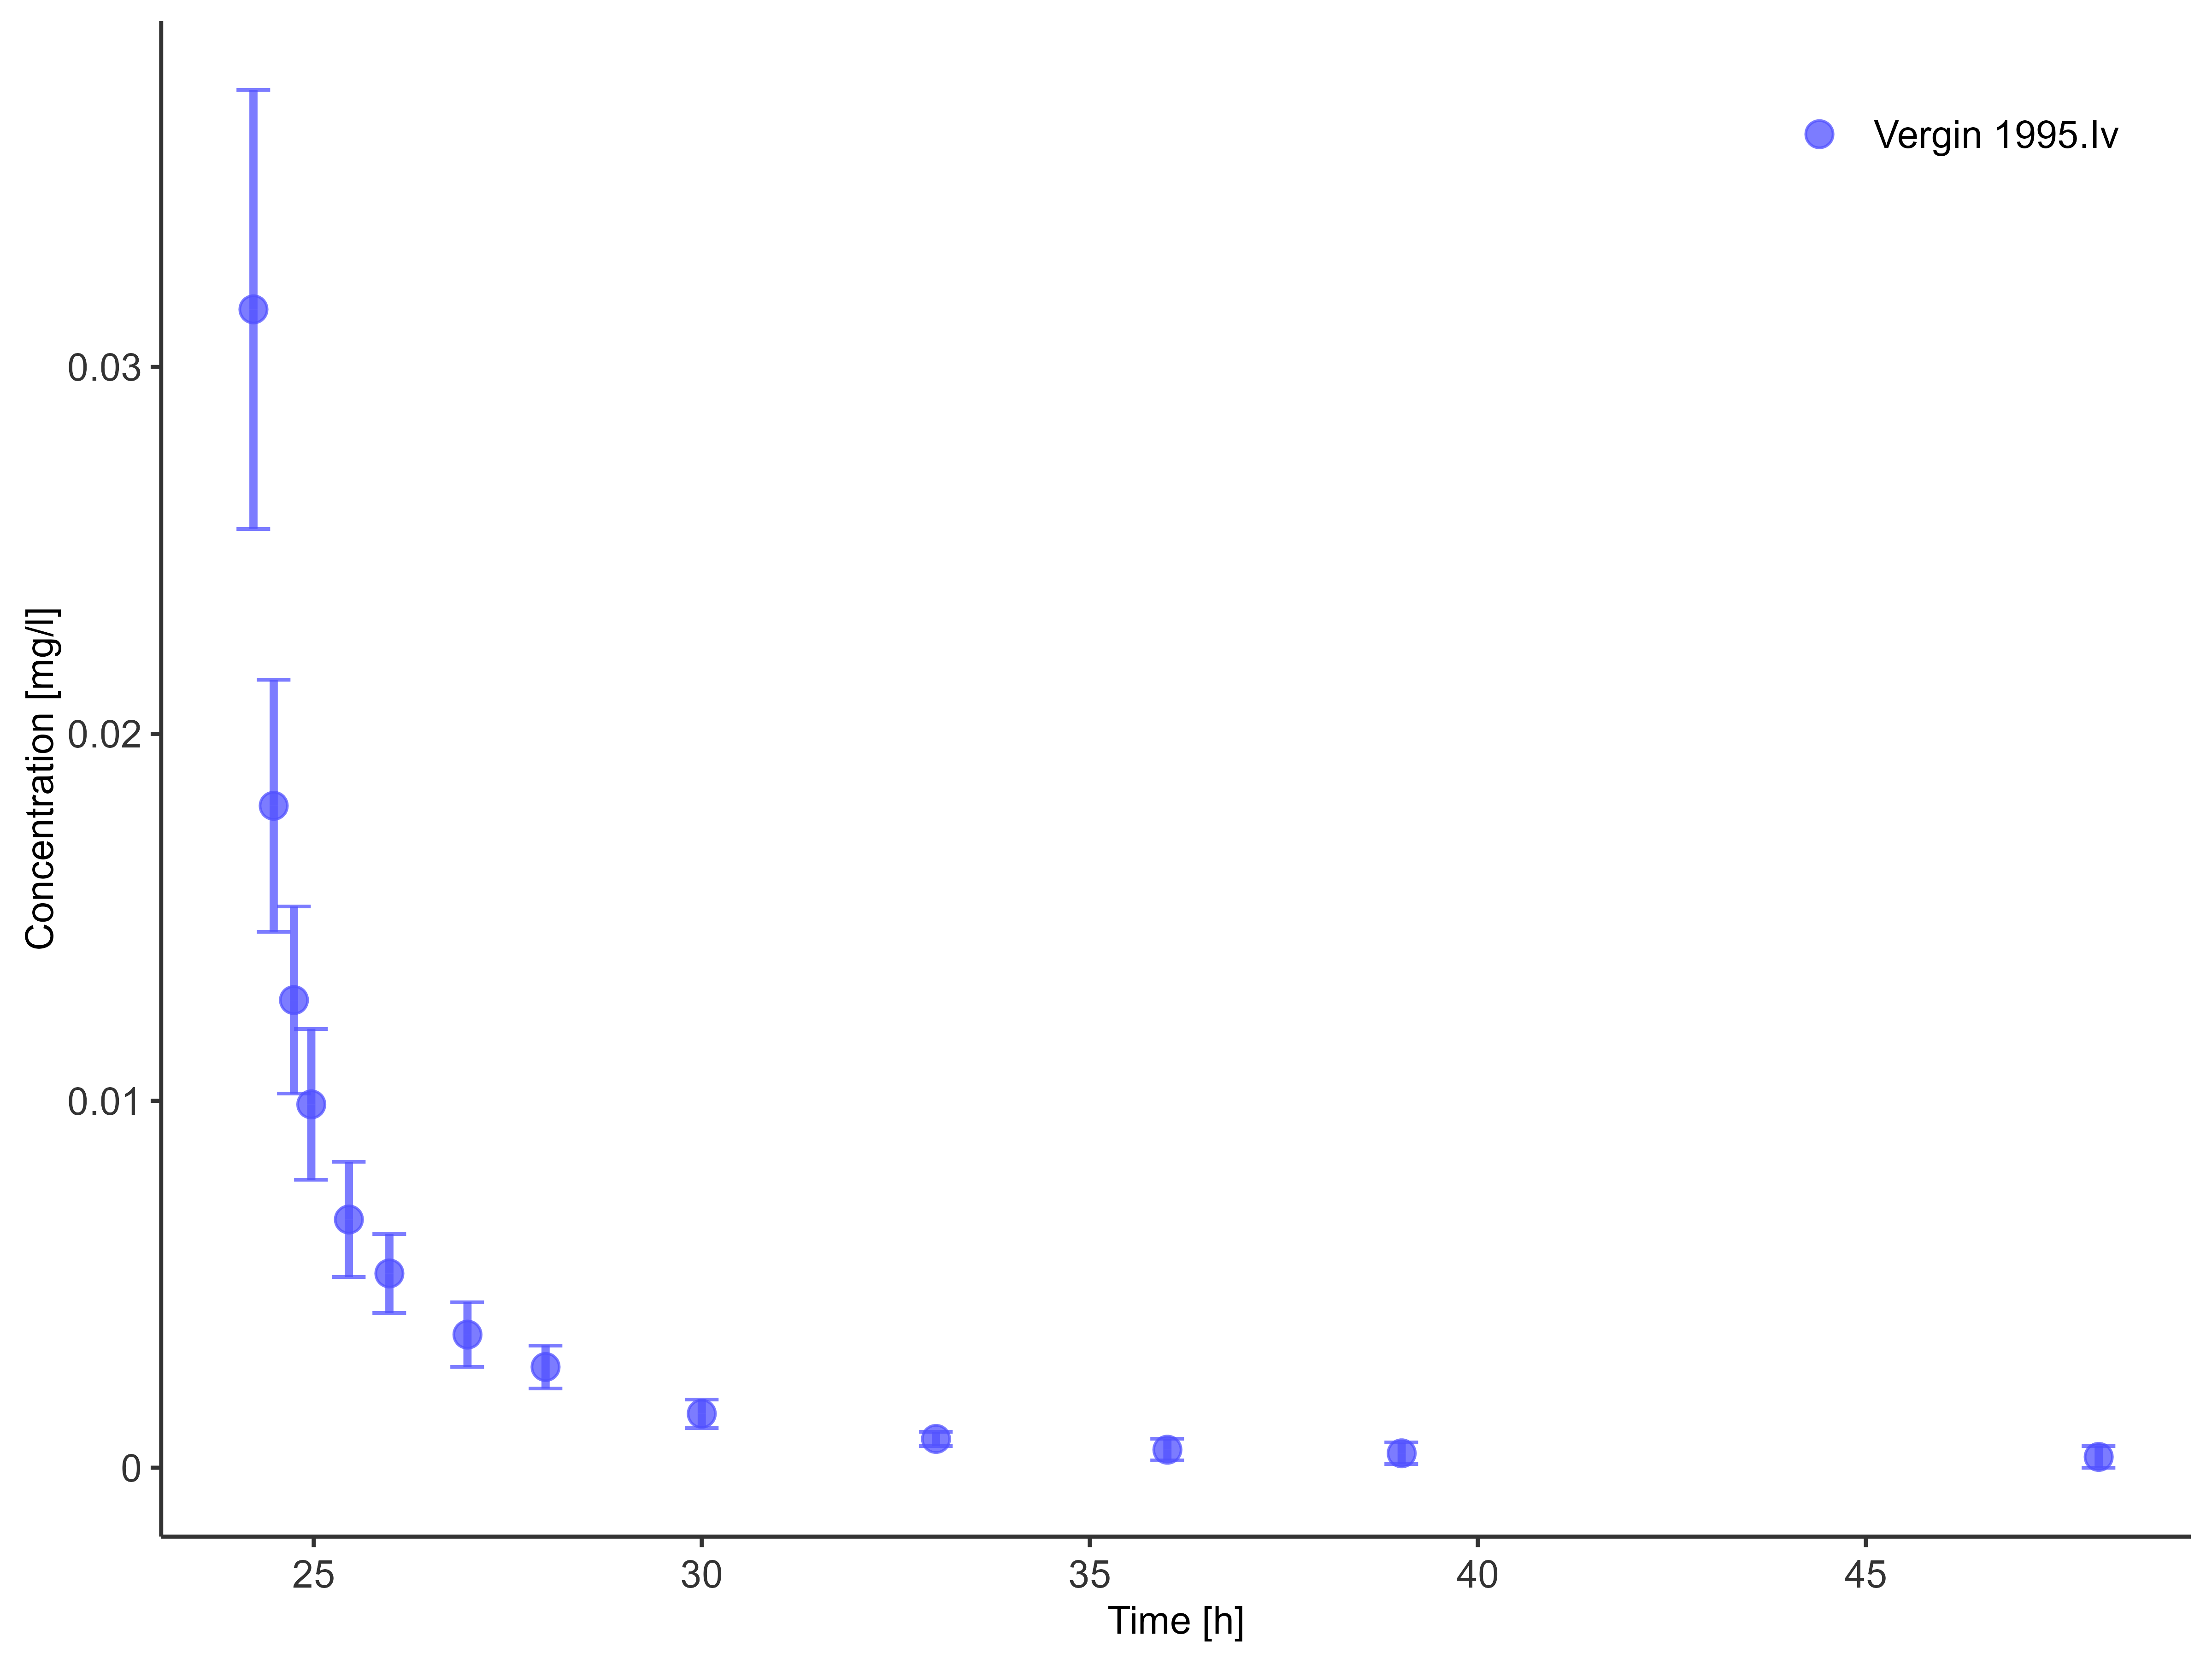 Vergin 1995.Iv
0.03
0.02
0.01
0
Concentration [mg/l]
25 30 35 40 45
Time [h]